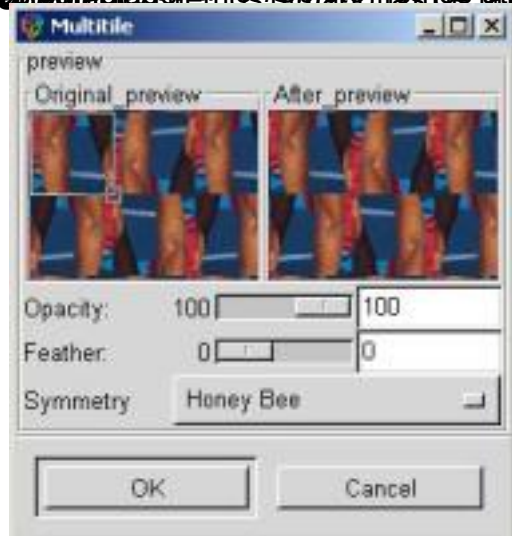 Multitile
preview
Original_preview After_preview
Opacity: 100 100
Feather: 0 0
Symmetry Honey Bee
OK Cancel